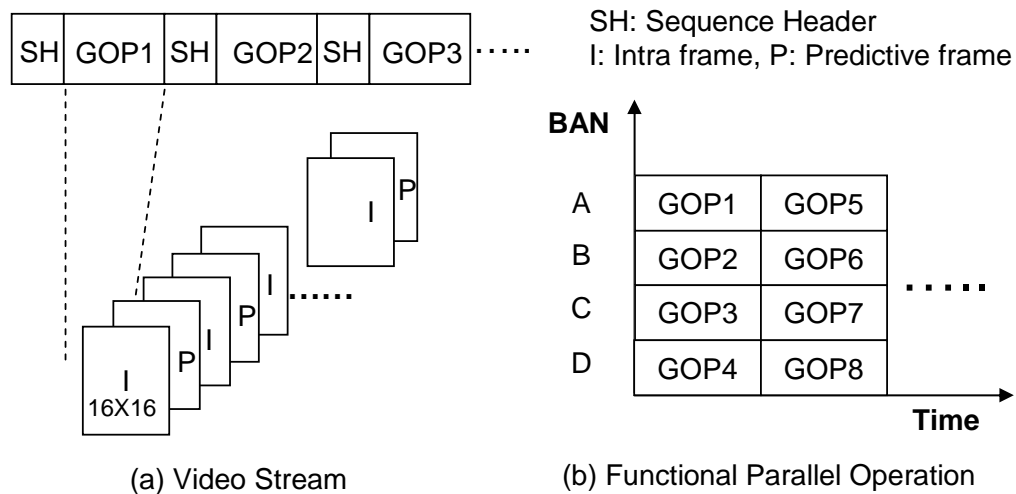 SH GOP1 SH GOP2 SH GOP3 ·····
SH: Sequence Header
I: Intra frame, P: Predictive frame
I
P
I
P
I
P
I
16X16
······
I
P
BAN
A GOP1 GOP5
B GOP2 GOP6
C GOP3 GOP7
D GOP4 GOP8
·····
Time
(a) Video Stream
(b) Functional Parallel Operation